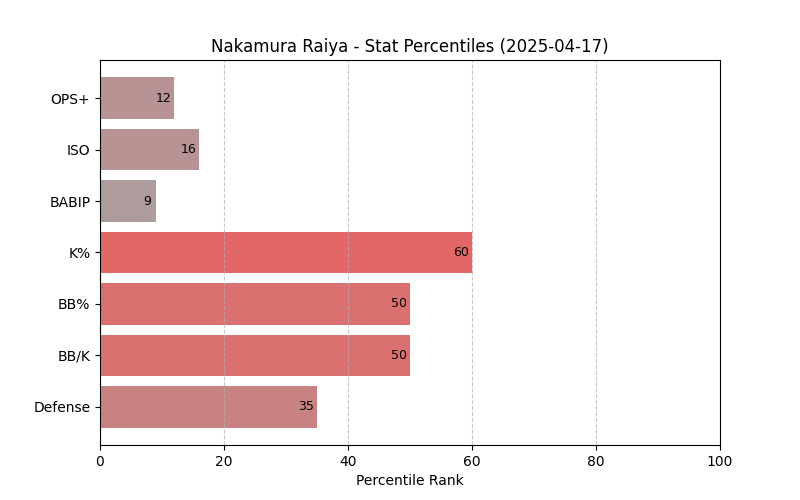 Nakamura Raiya - Stat Percentiles (2025-04-17)
OPS+ 12
ISO 16
BABIP 9
K% 60
BB% 50
BB/K 50
Defense 35
0 20 40 60 80 100
Percentile Rank